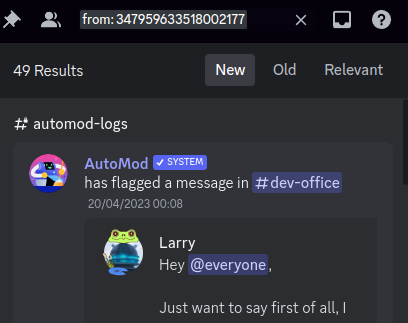 from: 347959633518002177
49 Results
New
Old
Relevant
automod-logs
AutoMod ✓ SYSTEM
has flagged a message in #dev-office
20/04/2023 00:08
Larry
Hey @everyone,
Just want to say first of all, I